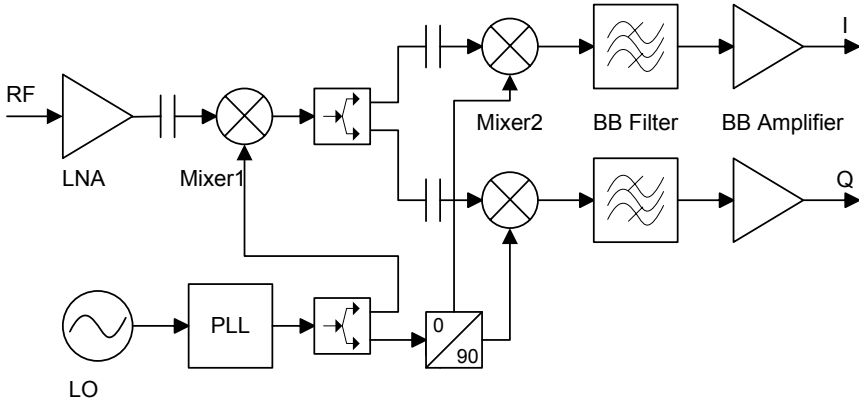 I
RF
Mixer2
BB Filter
BB Amplifier
LNA
Mixer1
Q
PLL
0
90
LO